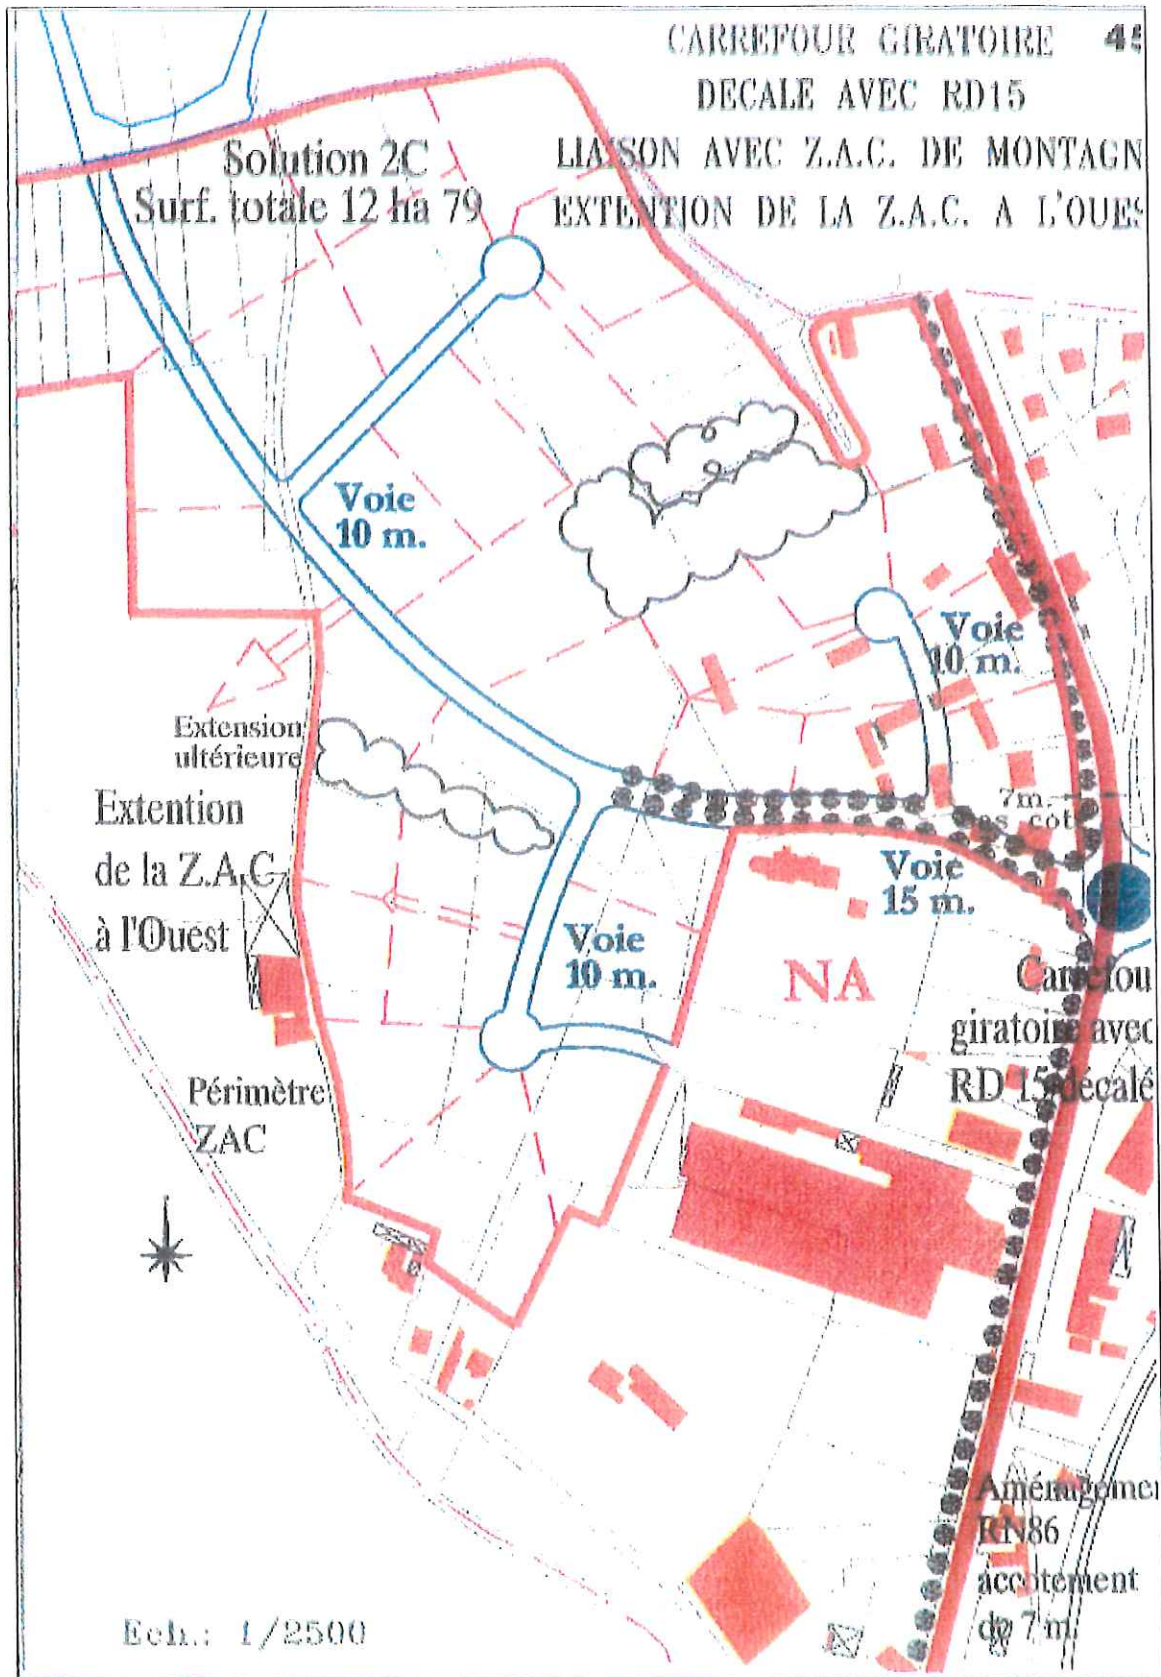 CARREFOUR GIRATOIRE 45
DECALE AVEC RD15
LIAISON AVEC Z.A.C. DE MONTAGN
EXTENTION DE LA Z.A.C. A L'OUES
Solution 2C
Surf. totale 12 ha 79
Voie
10 m.
Voie
10 m.
Extension
ultérieure
Extention
de la Z.A.C
à l'Ouest
7m.
Voie
15 m.
Voie
10 m.
NA
Carrefou
giratoire avec
RD 15 décalé
Périmètre
ZAC
Aménagemen
RN86
accotement
de 7 m.
Ech.: 1/2500